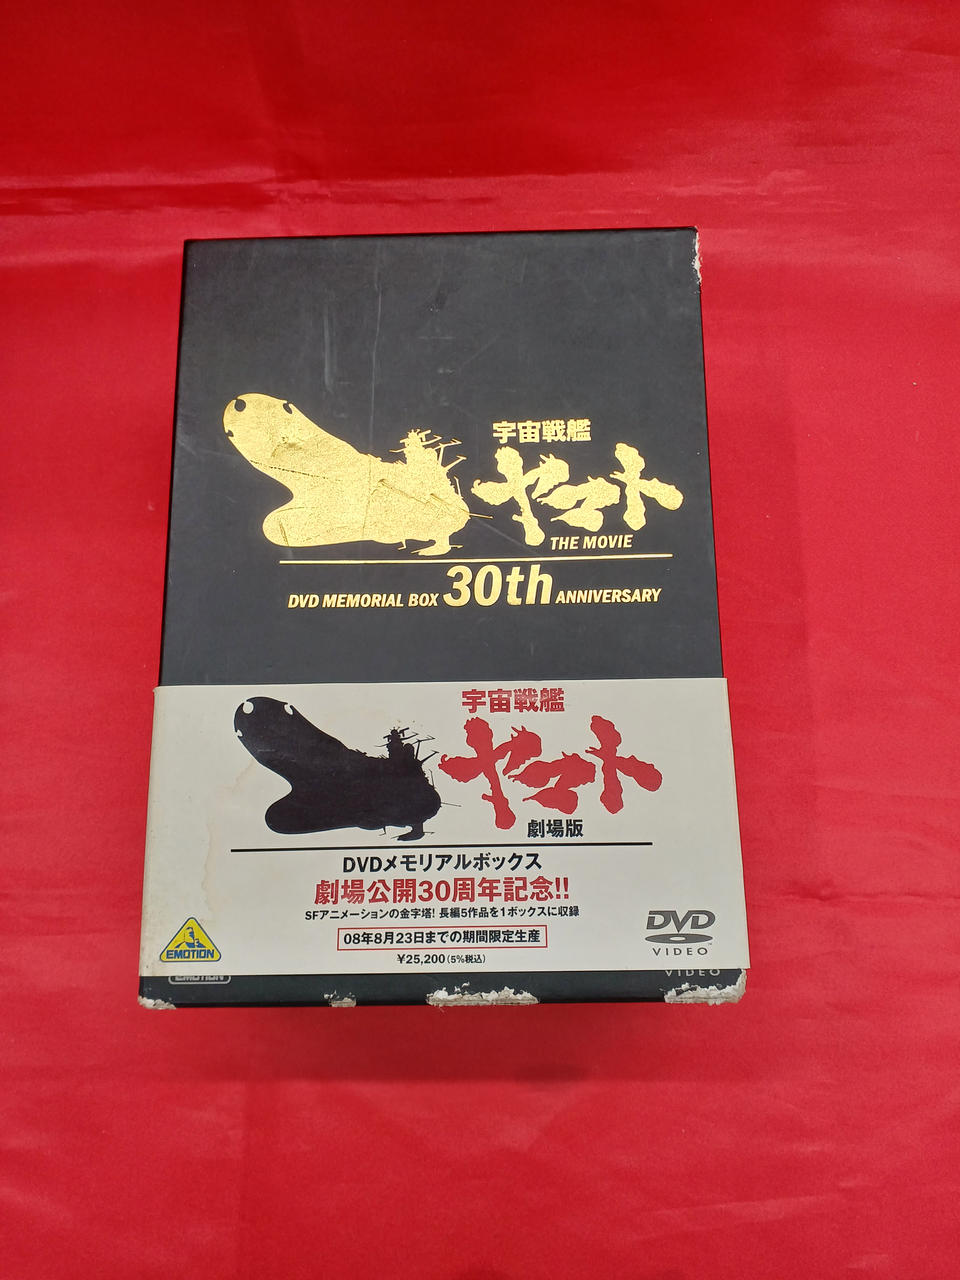 宇宙戦艦
ヤマト
THE MOVIE
DVD MEMORIAL BOX 30th ANNIVERSARY
宇宙戦艦
ヤマト
劇場版
DVDメモリアルボックス
劇場公開30周年記念!!
SFアニメーションの金字塔! 長編5作品を1ボックスに収録
08年8月23日までの期間限定生産
¥25,200(5%税込)
EMOTION
DVD
VIDEO
EMOTION
VIDEO